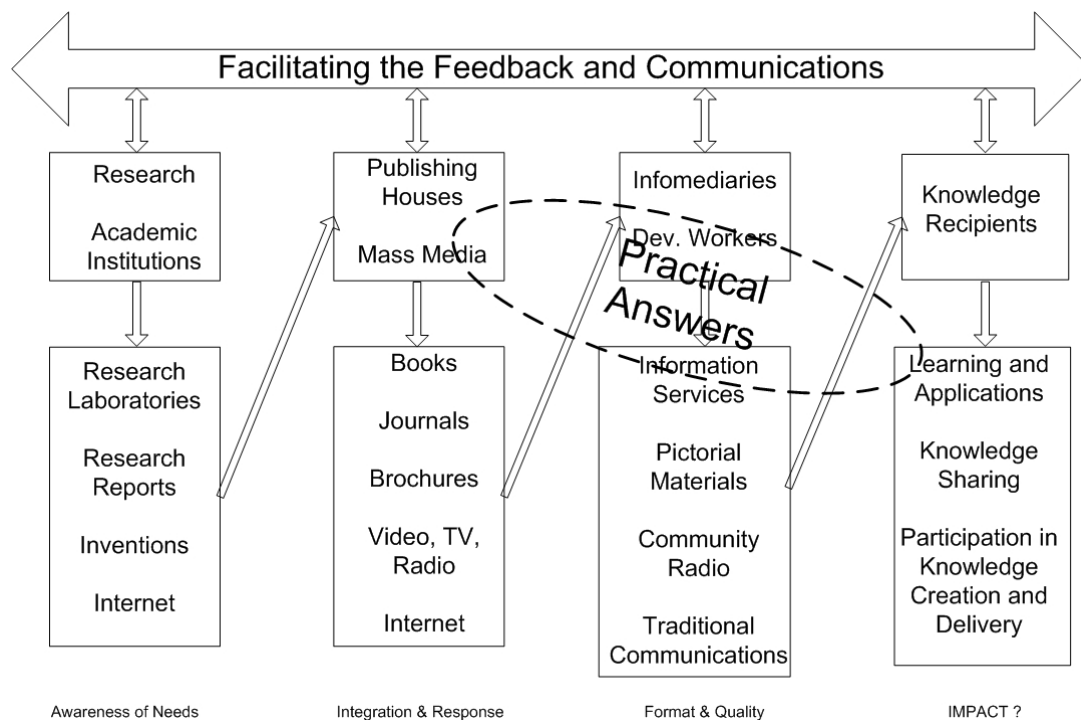 Facilitating the Feedback and Communications
Research
Academic
Institutions
Research
Laboratories
Research
Reports
Inventions
Internet
Awareness of Needs
Publishing
Houses
Mass Media
Books
Journals
Brochures
Video, TV,
Radio
Internet
Integration & Response
Infomediaries
Dev. Workers
Practical
Answers
Information
Services
Pictorial
Materials
Community
Radio
Traditional
Communications
Format & Quality
Knowledge
Recipients
Learning and
Applications
Knowledge
Sharing
Participation in
Knowledge
Creation and
Delivery
IMPACT ?